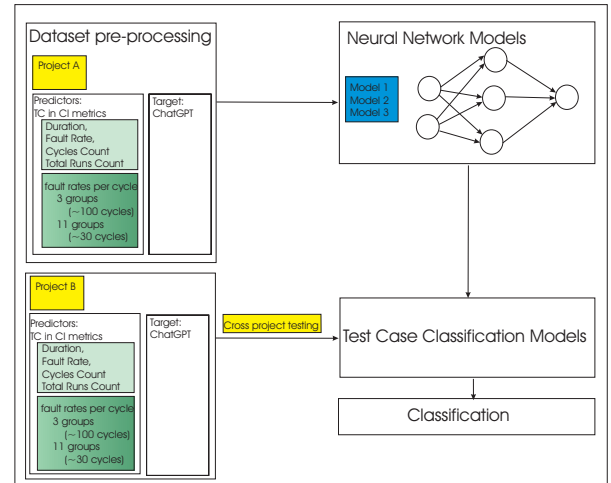 Dataset pre-processing
Project A
Predictors:
TC in CI metrics
Duration,
Fault Rate,
Cycles Count
Total Runs Count
fault rates per cycle
3 groups
(~100 cycles)
11 groups
(~30 cycles)
Target:
ChatGPT
Neural Network Models
Model 1
Model 2
Model 3
Project B
Predictors:
TC in CI metrics
Duration,
Fault Rate,
Cycles Count
Total Runs Count
fault rates per cycle
3 groups
(~100 cycles)
11 groups
(~30 cycles)
Target:
ChatGPT
Cross project testing
Test Case Classification Models
Classification